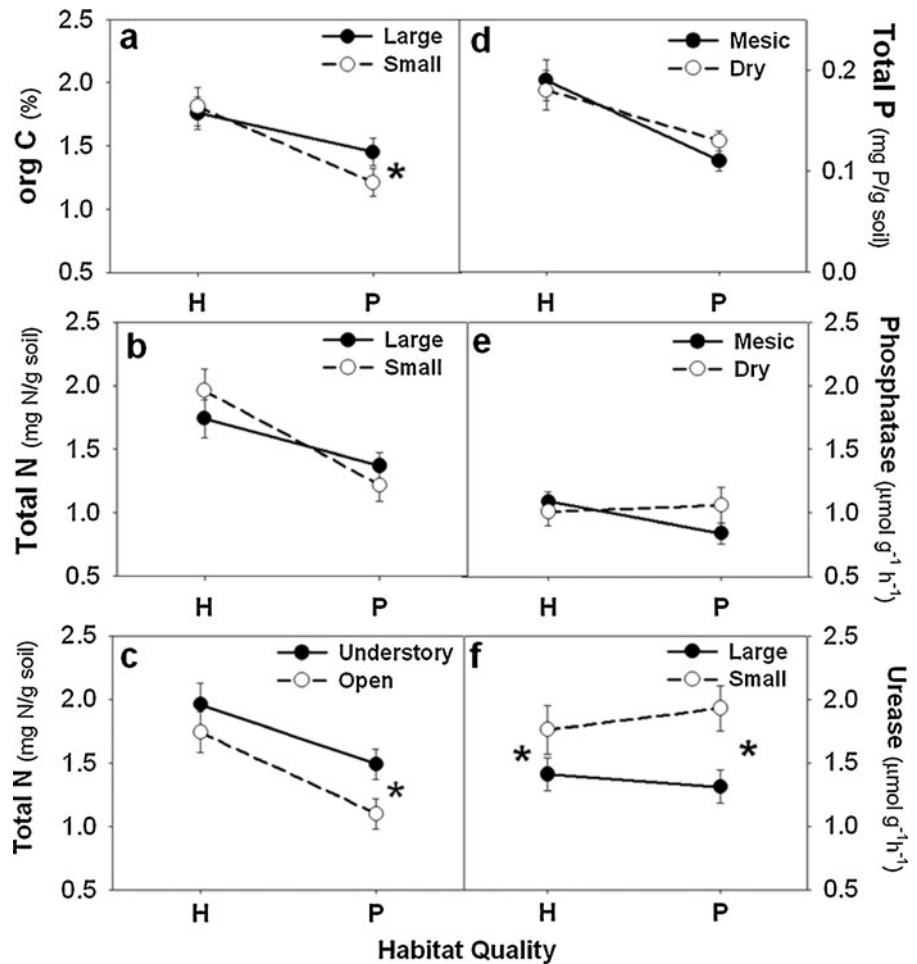 a
Large
Small
org C (%)
2.5
2.0
1.5
1.0
0.5
*
H
P
d
Mesic
Dry
Total P
(mg P/g soil)
0.2
0.1
0.0
H
P
b
Large
Small
Total N (mg N/g soil)
2.5
2.0
1.5
1.0
0.5
H
P
e
Mesic
Dry
Phosphatase (μmol g⁻¹ h⁻¹)
2.5
2.0
1.5
1.0
0.5
H
P
c
Understory
Open
Total N (mg N/g soil)
2.5
2.0
1.5
1.0
0.5
*
H
P
f
Large
Small
Urease (μmol g⁻¹h⁻¹)
2.5
2.0
1.5
1.0
0.5
*
*
H
P
Habitat Quality